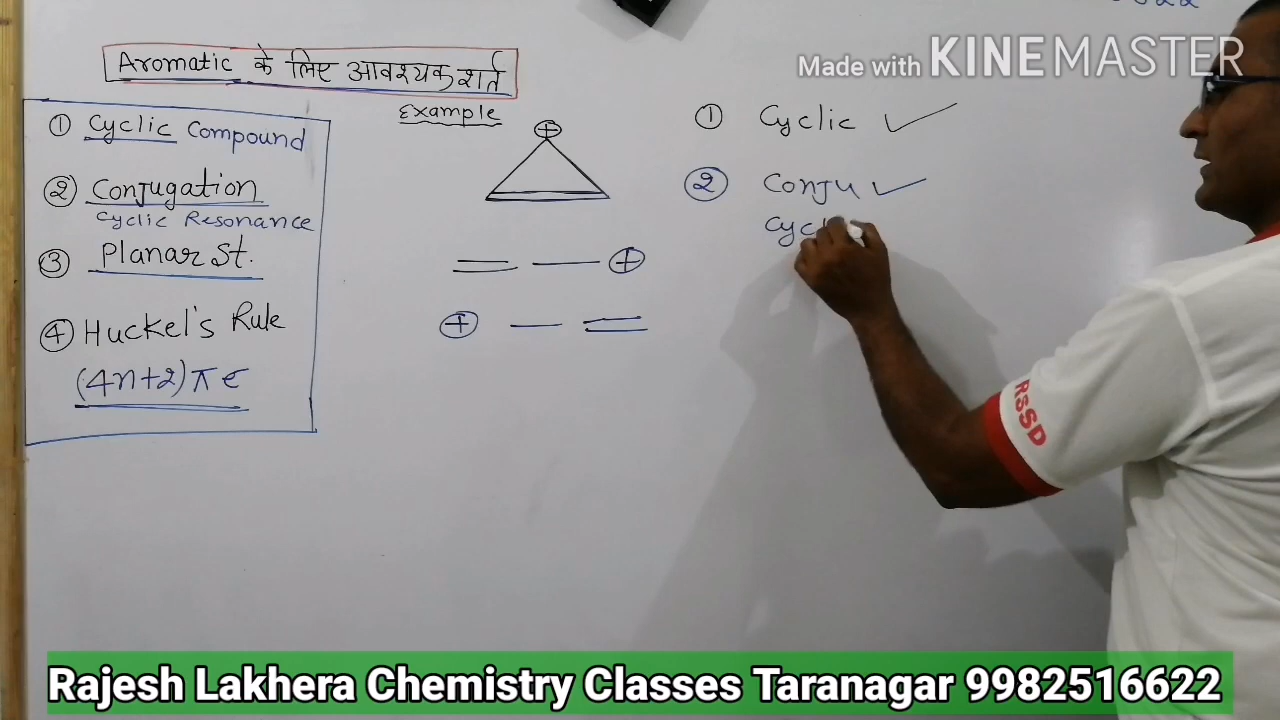 Made with KINEMASTER
Aromatic के लिए आवश्यक शर्त
① Cyclic Compound
② Conjugation
Cyclic Resonance
③ Planar St.
④ Huckel's Rule
(4n+2) π e
Example
⊕
= — ⊕
⊕ — =
① Cyclic ✓
② Conju ✓
Cycl
RSSD
Rajesh Lakhera Chemistry Classes Taranagar 9982516622